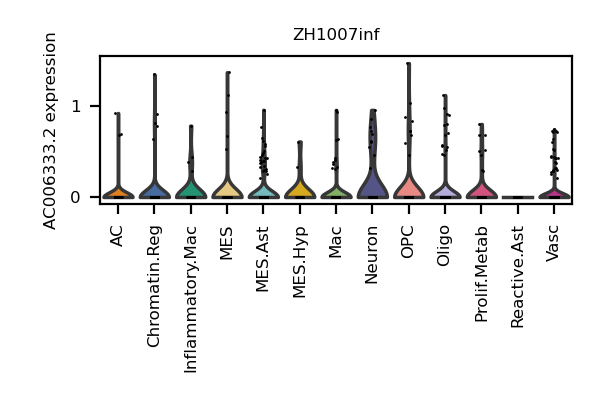 ZH1007inf
AC006333.2 expression
1
0
AC
Chromatin.Reg
Inflammatory.Mac
MES
MES.Ast
MES.Hyp
Mac
Neuron
OPC
Oligo
Prolif.Metab
Reactive.Ast
Vasc